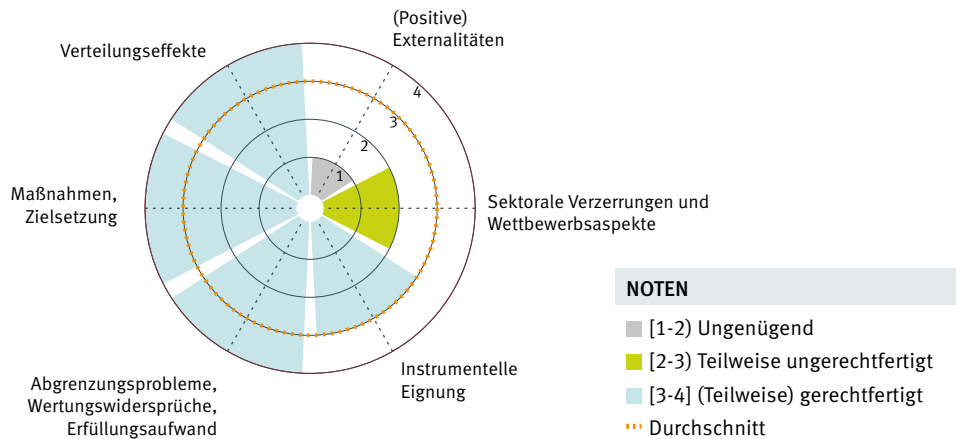 (Positive)
Externalitäten
Verteilungseffekte
4
3
2
1
Maßnahmen,
Zielsetzung
Sektorale Verzerrungen und
Wettbewerbsaspekte
Instrumentelle
Eignung
Abgrenzungsprobleme,
Wertungswidersprüche,
Erfüllungsaufwand
NOTEN
[1-2) Ungenügend
[2-3) Teilweise ungerechtfertigt
[3-4] (Teilweise) gerechtfertigt
Durchschnitt